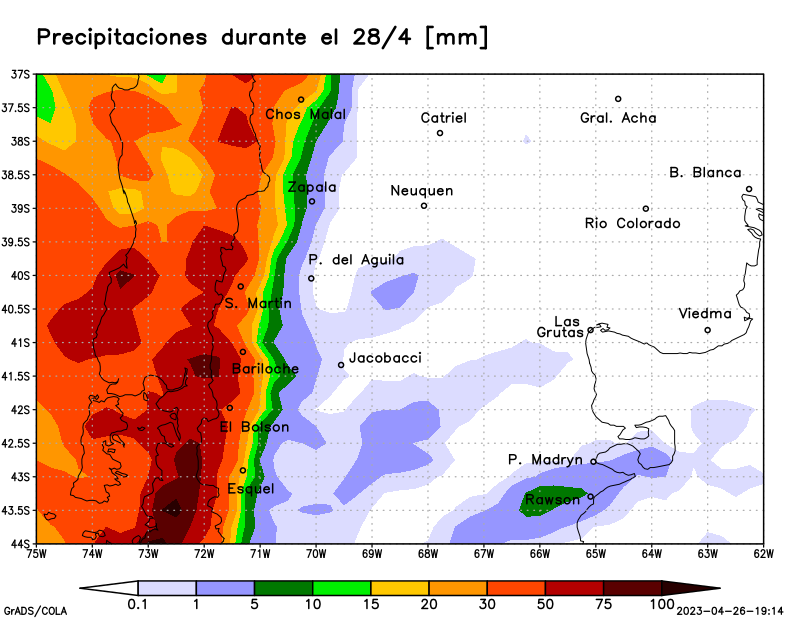 Precipitaciones durante el 28/4 [mm]
37S
37.5S
38S
38.5S
39S
39.5S
40S
40.5S
41S
41.5S
42S
42.5S
43S
43.5S
44S
Chos Malal
Catriel
Gral. Acha
B. Blanca
Zapala
Neuquen
Rio Colorado
P. del Aguila
S. Martin
Las
Grutas
Viedma
Bariloche
Jacobacci
El Bolson
P. Madryn
Esquel
Rawson
75W 74W 73W 72W 71W 70W 69W 68W 67W 66W 65W 64W 63W 62W
0.1 1 5 10 15 20 30 50 75 100
GrADS/COLA
2023-04-26-19:14